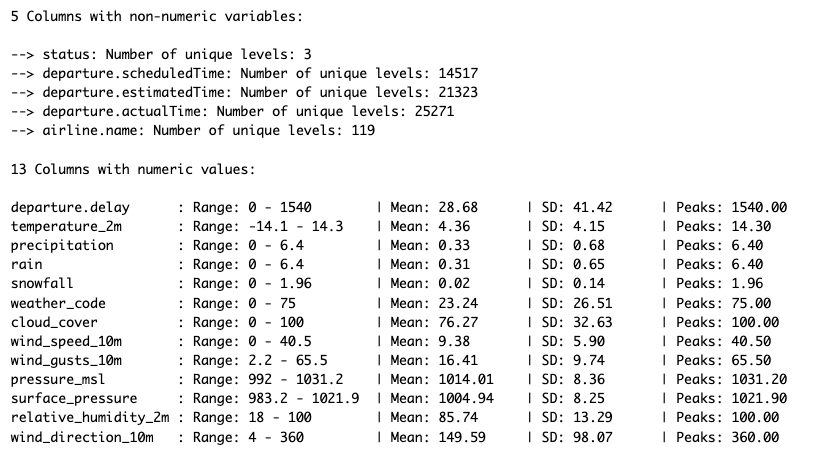 5 Columns with non-numeric variables:
--> status: Number of unique levels: 3
--> departure.scheduledTime: Number of unique levels: 14517
--> departure.estimatedTime: Number of unique levels: 21323
--> departure.actualTime: Number of unique levels: 25271
--> airline.name: Number of unique levels: 119
13 Columns with numeric values:
departure.delay : Range: 0 - 1540 | Mean: 28.68 | SD: 41.42 | Peaks: 1540.00
temperature_2m : Range: -14.1 - 14.3 | Mean: 4.36 | SD: 4.15 | Peaks: 14.30
precipitation : Range: 0 - 6.4 | Mean: 0.33 | SD: 0.68 | Peaks: 6.40
rain : Range: 0 - 6.4 | Mean: 0.31 | SD: 0.65 | Peaks: 6.40
snowfall : Range: 0 - 1.96 | Mean: 0.02 | SD: 0.14 | Peaks: 1.96
weather_code : Range: 0 - 75 | Mean: 23.24 | SD: 26.51 | Peaks: 75.00
cloud_cover : Range: 0 - 100 | Mean: 76.27 | SD: 32.63 | Peaks: 100.00
wind_speed_10m : Range: 0 - 40.5 | Mean: 9.38 | SD: 5.90 | Peaks: 40.50
wind_gusts_10m : Range: 2.2 - 65.5 | Mean: 16.41 | SD: 9.74 | Peaks: 65.50
pressure_msl : Range: 992 - 1031.2 | Mean: 1014.01 | SD: 8.36 | Peaks: 1031.20
surface_pressure : Range: 983.2 - 1021.9 | Mean: 1004.94 | SD: 8.25 | Peaks: 1021.90
relative_humidity_2m : Range: 18 - 100 | Mean: 85.74 | SD: 13.29 | Peaks: 100.00
wind_direction_10m : Range: 4 - 360 | Mean: 149.59 | SD: 98.07 | Peaks: 360.00